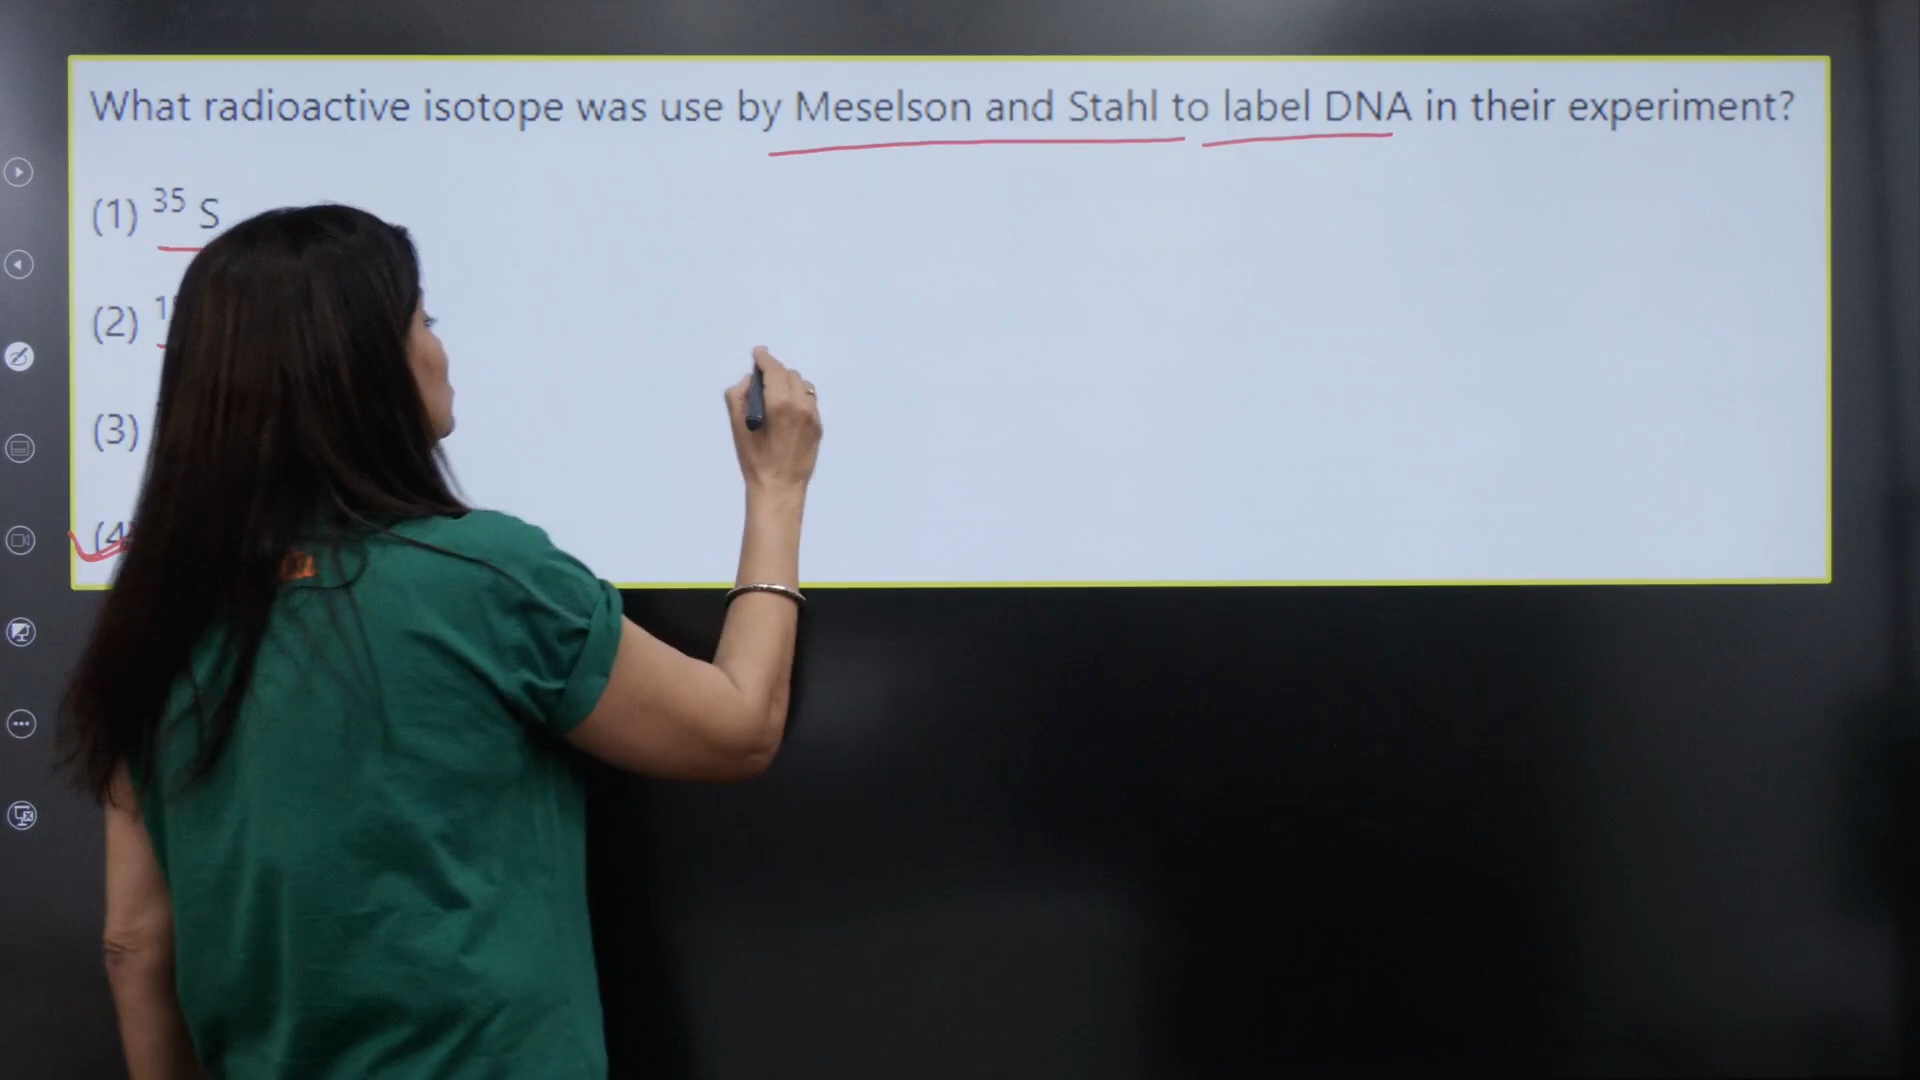 What radioactive isotope was use by Meselson and Stahl to label DNA in their experiment?
(1) ³⁵ S
(2)
(3)
(4)